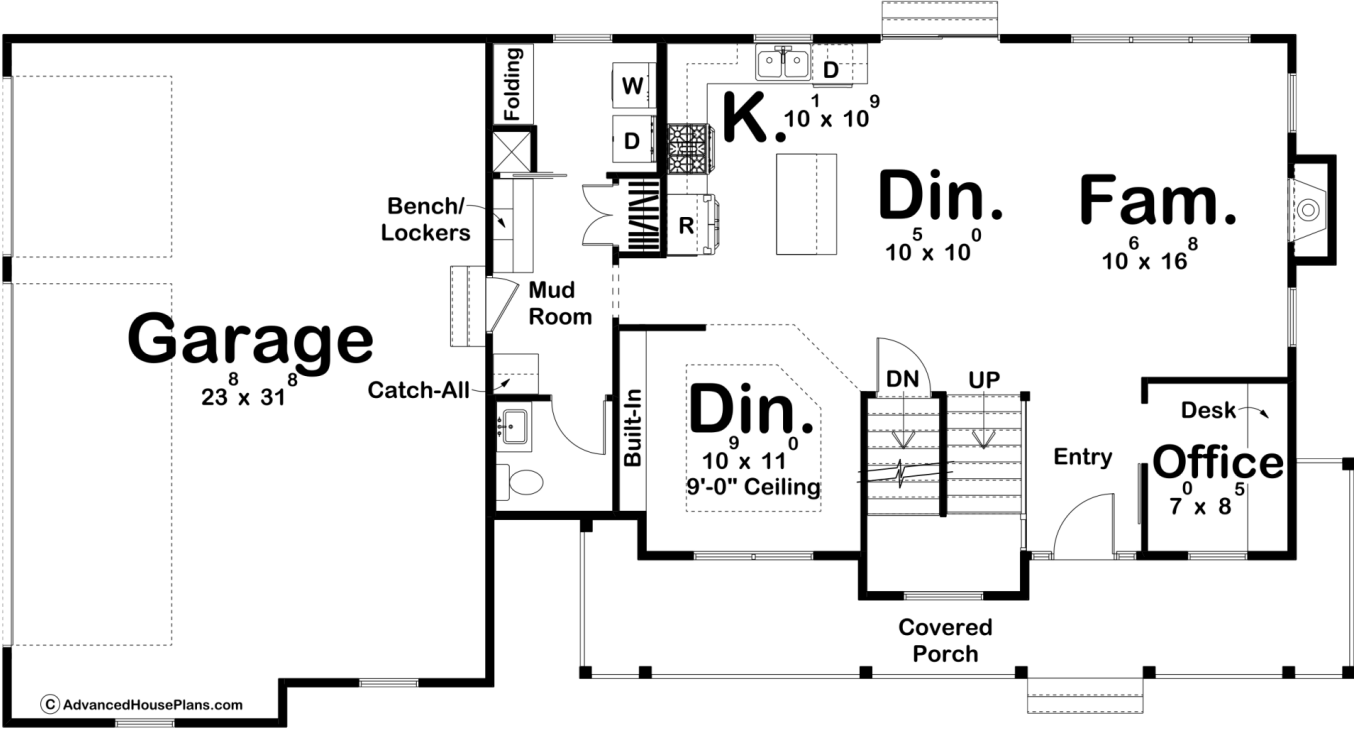 Folding
W
D
D
K.
10¹ x 10⁹
R
Bench/
Lockers
Din.
10⁵ x 10⁰
Fam.
10⁶ x 16⁸
Mud
Room
Garage
23⁸ x 31⁸
Catch-All
Built-In
Din.
10⁹ x 11⁰
9'-0" Ceiling
DN
UP
Entry
Desk
Office
7⁰ x 8⁵
Covered
Porch
© AdvancedHousePlans.com